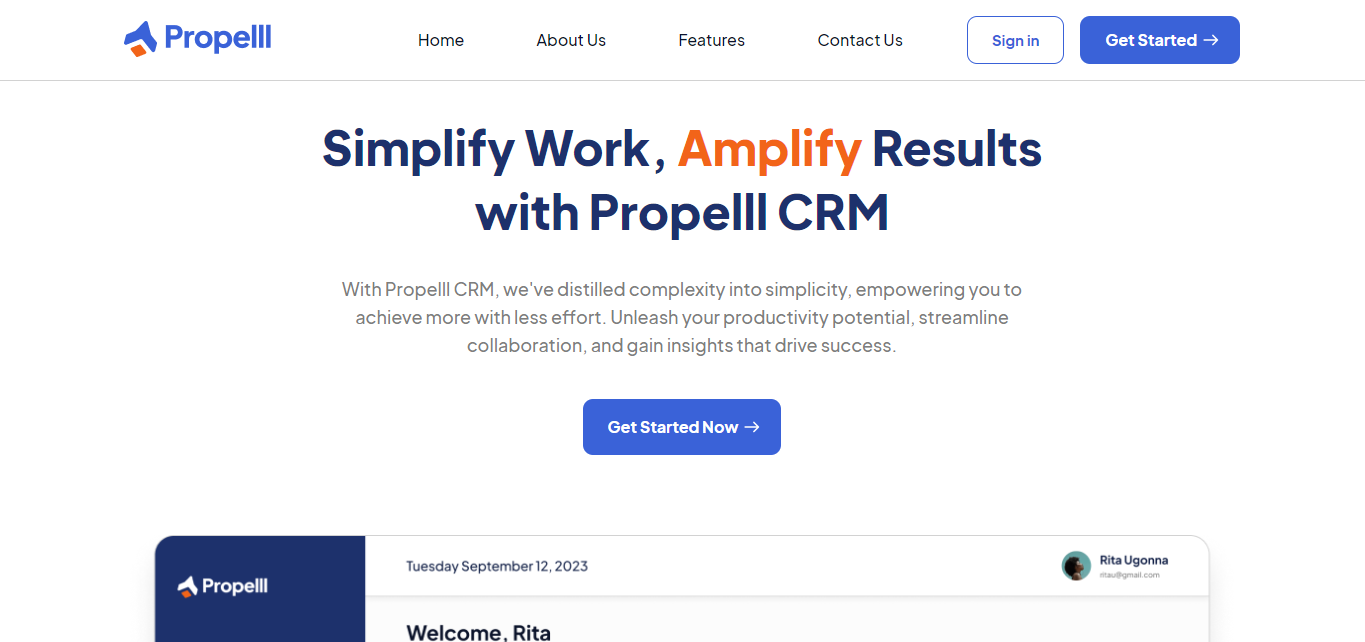 Propelll
Home
About Us
Features
Contact Us
Sign in
Get Started →
Simplify Work, Amplify Results
with Propelll CRM
With Propelll CRM, we've distilled complexity into simplicity, empowering you to
achieve more with less effort. Unleash your productivity potential, streamline
collaboration, and gain insights that drive success.
Get Started Now →
Propelll
Tuesday September 12, 2023
Rita Ugonna
ritau@gmail.com
Welcome, Rita